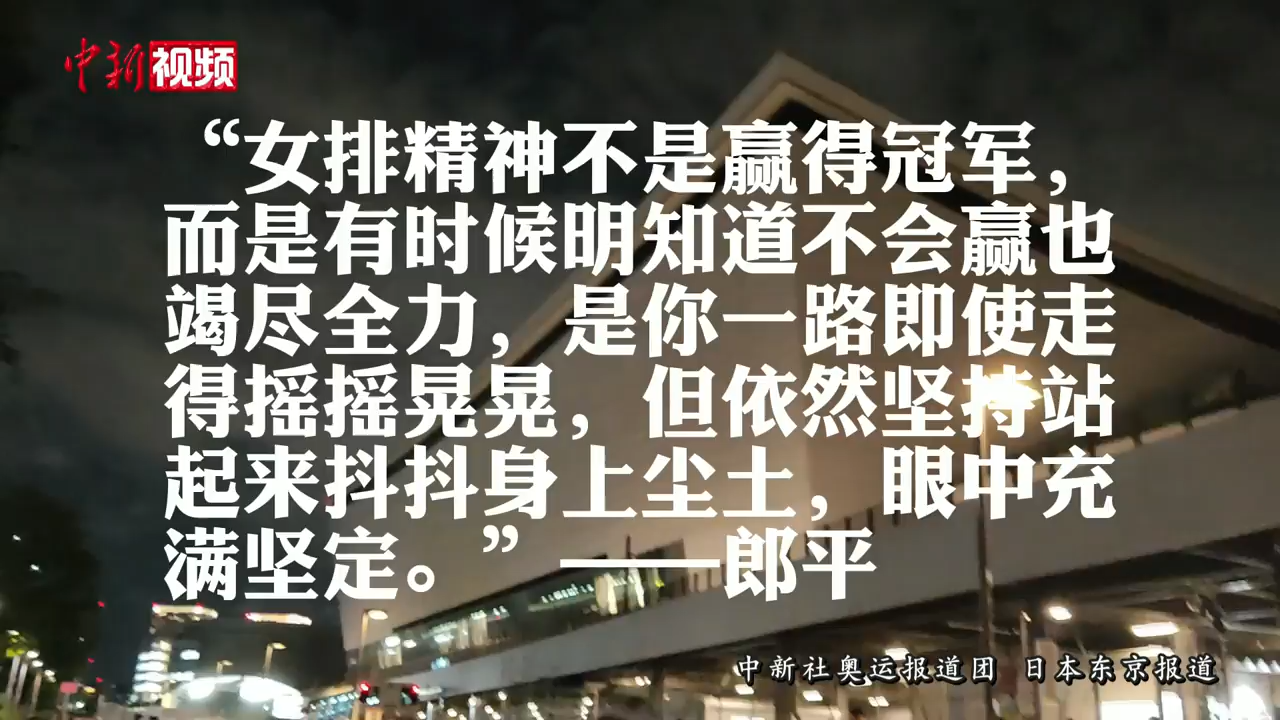 中新视频
“女排精神不是赢得冠军，
而是有时候明知道不会赢也
竭尽全力，是你一路即使走
得摇摇晃晃，但依然坚持站
起来抖抖身上尘土，眼中充
满坚定。”——郎平
中新社奥运报道团 日本东京报道